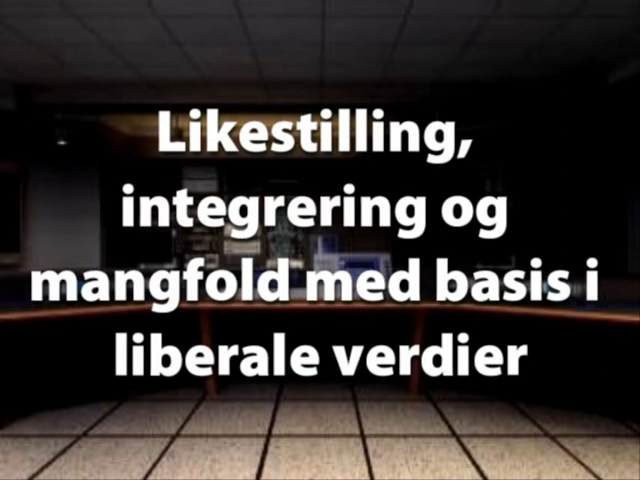 Likestilling,
integrering og
mangfold med basis i
liberale verdier